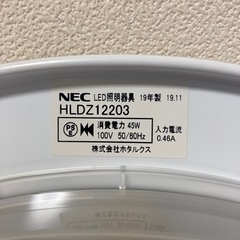 NEC LED照明器具 19年製 19.11
HLDZ12203
PS E 消費電力 45W 入力電流
100V 50/60Hz 0.46A
株式会社ホタルクス